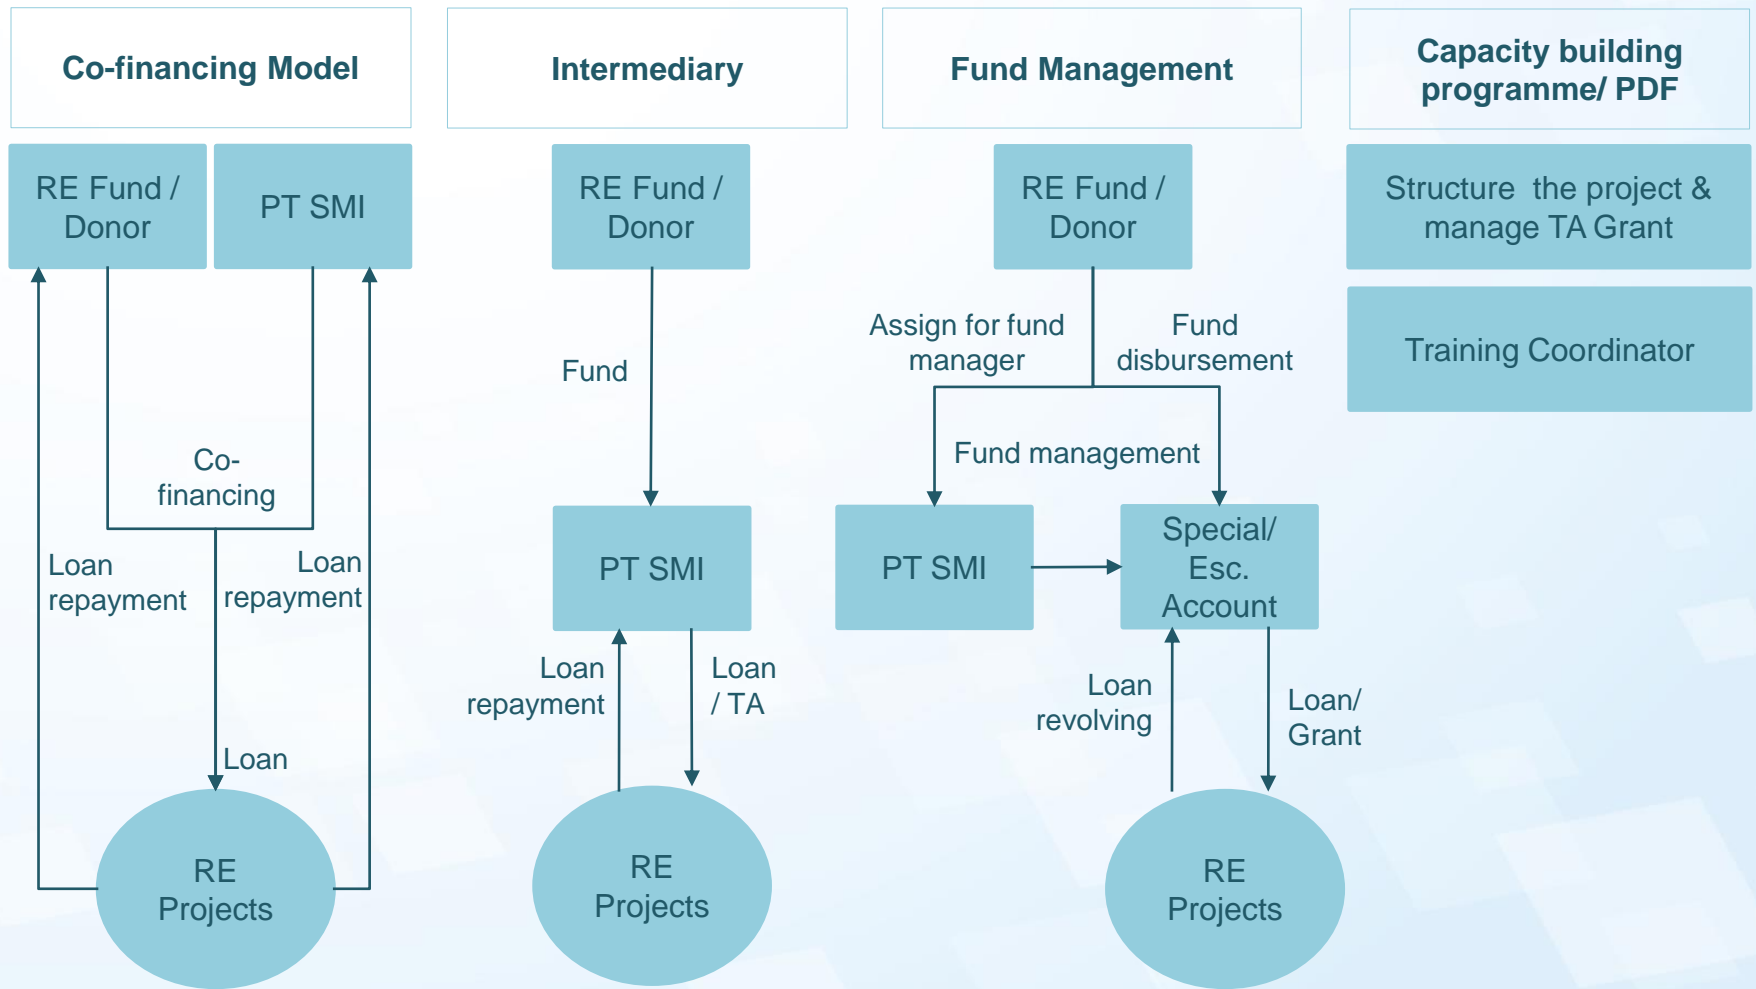 Co-financing Model
RE Fund /
Donor
PT SMI
Co-
financing
Loan
repayment
Loan
repayment
Loan
RE
Projects
Intermediary
RE Fund /
Donor
Fund
PT SMI
Loan
repayment
Loan
/ TA
RE
Projects
Fund Management
RE Fund /
Donor
Assign for fund
manager
Fund
disbursement
Fund management
PT SMI
Special/
Esc.
Account
Loan
revolving
Loan/
Grant
RE
Projects
Capacity building
programme/ PDF
Structure the project &
manage TA Grant
Training Coordinator